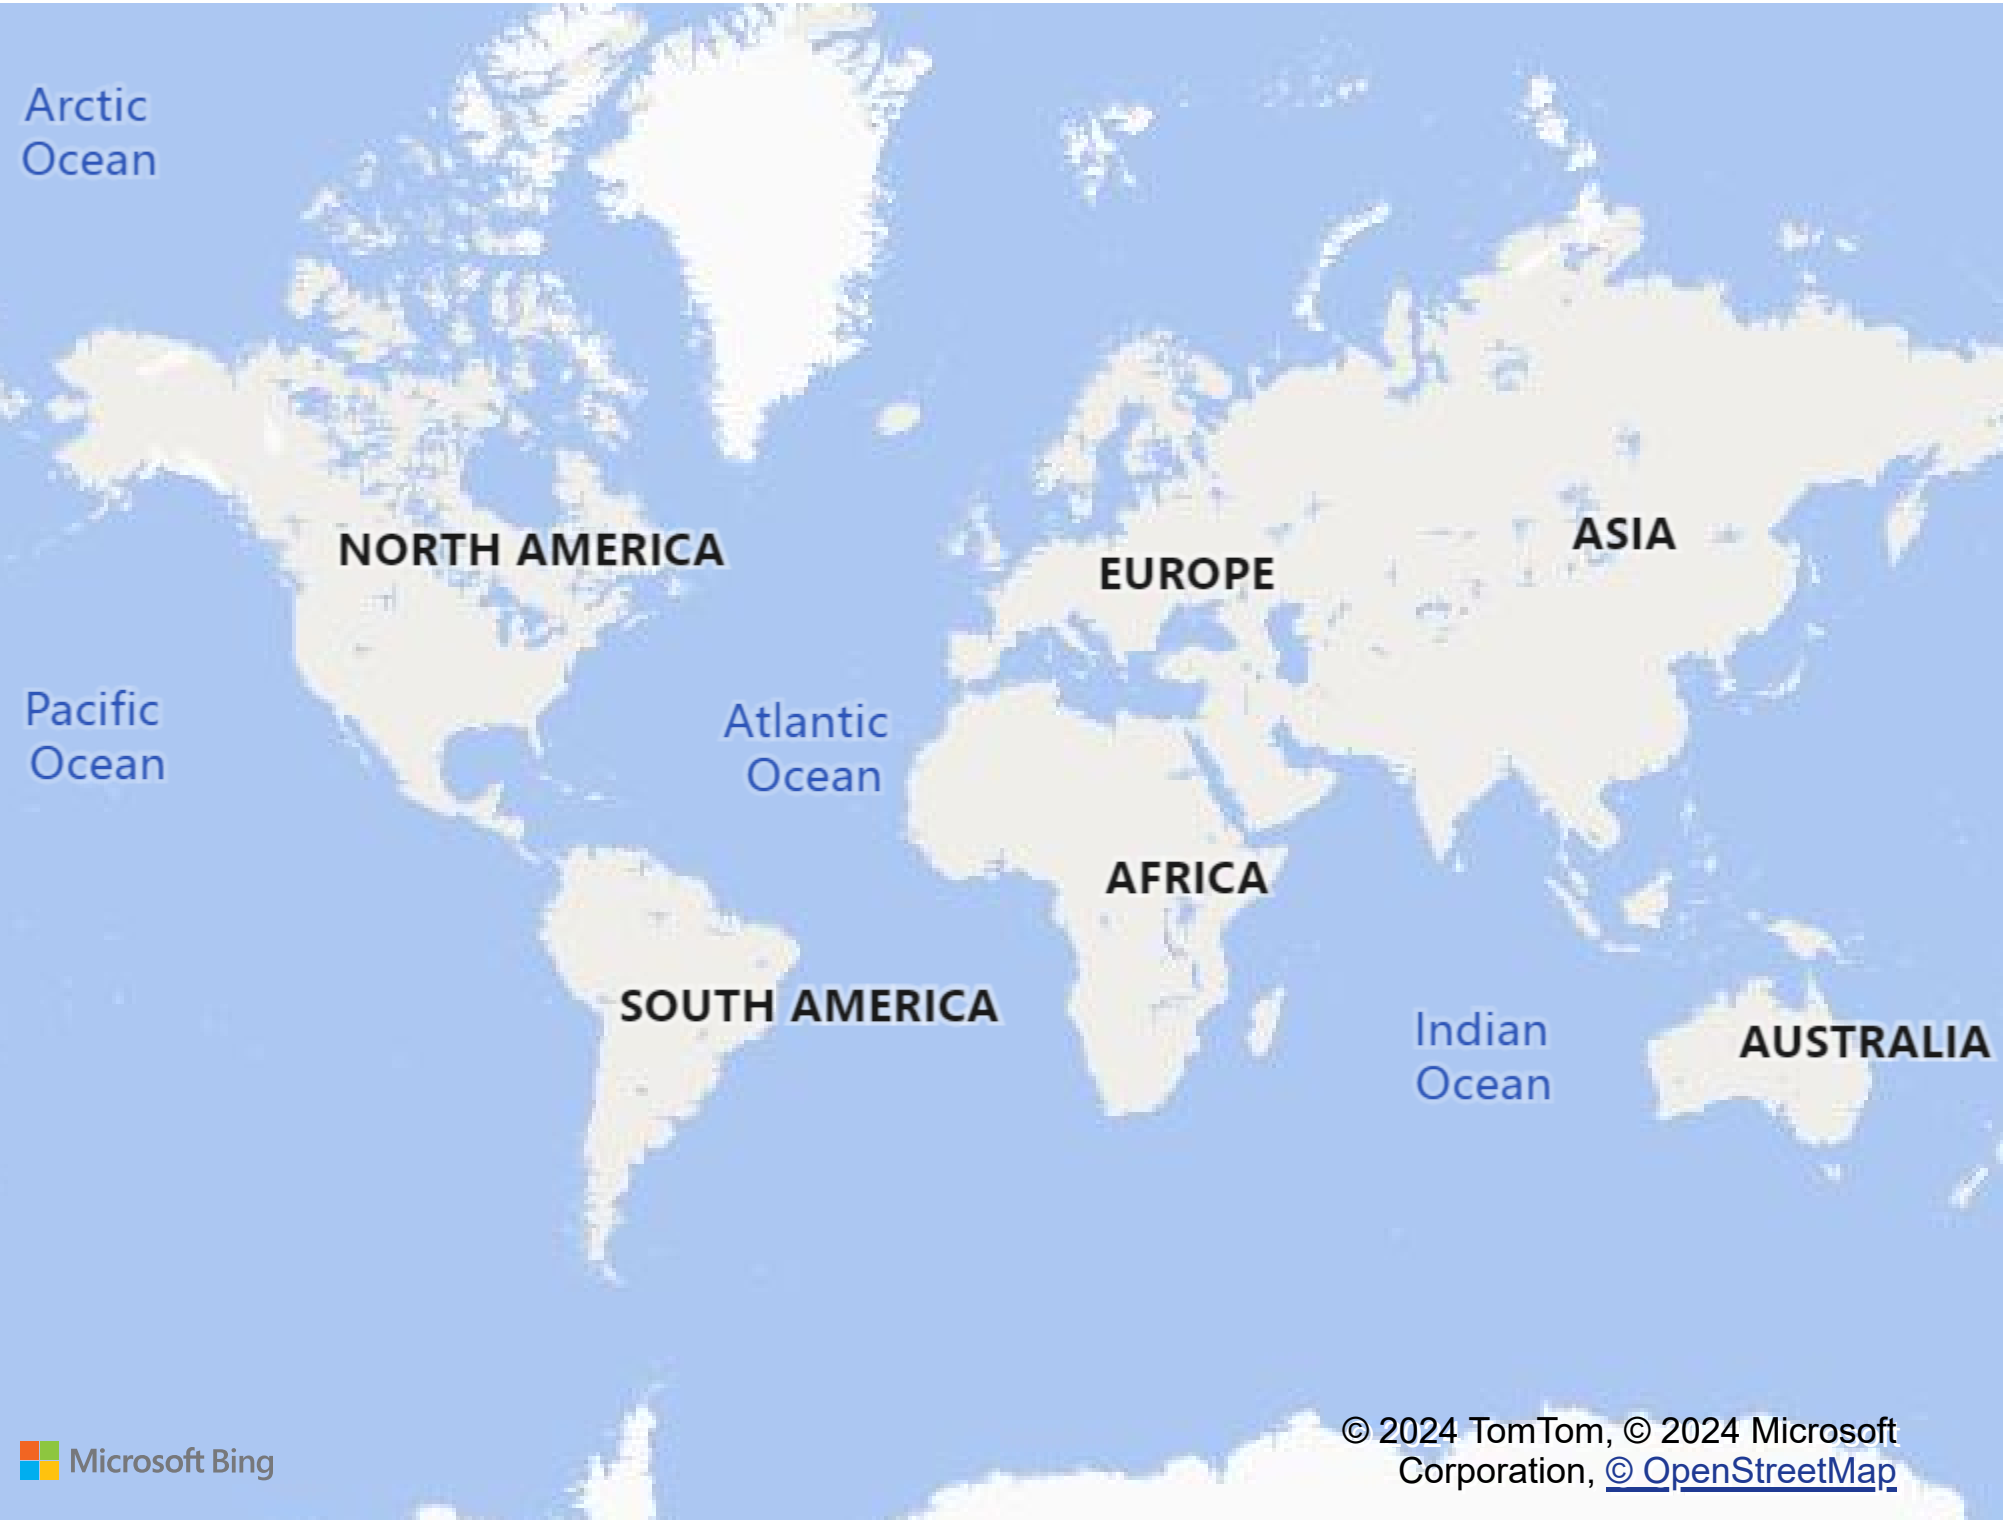 Arctic
Ocean
NORTH AMERICA
ASIA
EUROPE
Pacific
Ocean
Atlantic
Ocean
AFRICA
SOUTH AMERICA
Indian
Ocean
AUSTRALIA
Microsoft Bing
© 2024 TomTom, © 2024 Microsoft
Corporation, © OpenStreetMap